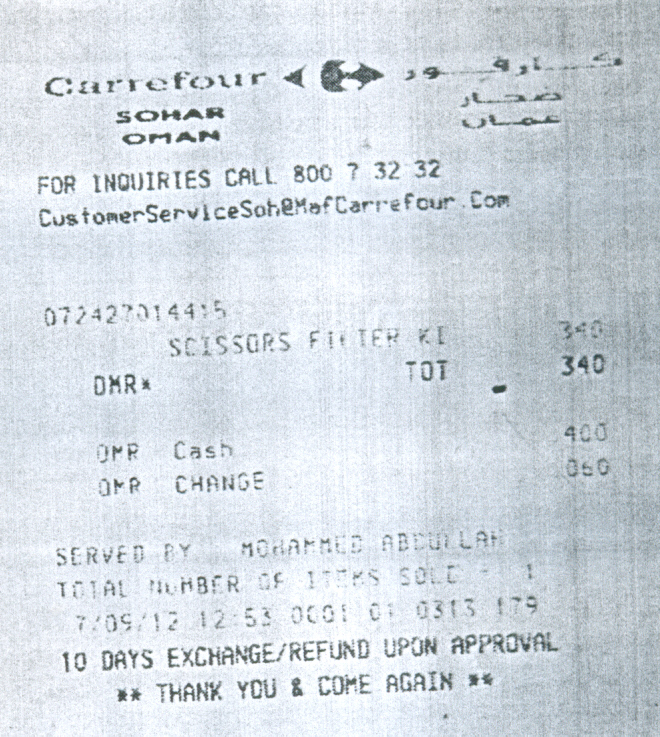 Carrefour كارفور
SOHAR صحار
OMAN عمان
FOR INQUIRIES CALL 800 7 32 32
CustomerServiceSoh@MafCarrefour.Com
072427014415
SCISSORS FILTER KI 340
OMR* TOT 340
OMR Cash 400
OMR CHANGE 060
SERVED BY MOHAMMED ABDULLAH
TOTAL NUMBER OF ITEMS SOLD - 1
7/09/12 12:53 0001 01 0313 179
10 DAYS EXCHANGE/REFUND UPON APPROVAL
** THANK YOU & COME AGAIN **